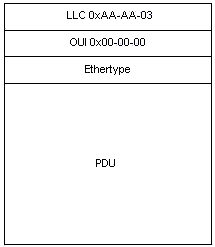 LLC 0xAA-AA-03
OUI 0x00-00-00
Ethertype
PDU